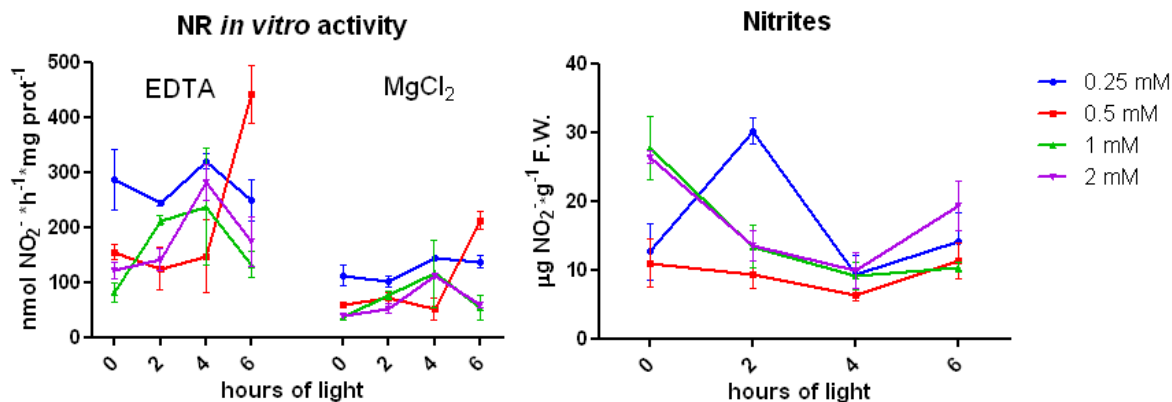 NR in vitro activity
nmol NO₂⁻ *h⁻¹*mg prot⁻¹
500
400
300
200
100
0
EDTA
MgCl₂
0 2 4 6 0 2 4 6
hours of light
Nitrites
µg NO₂⁻*g⁻¹ F.W.
40
30
20
10
0
0 2 4 6
hours of light
0.25 mM
0.5 mM
1 mM
2 mM